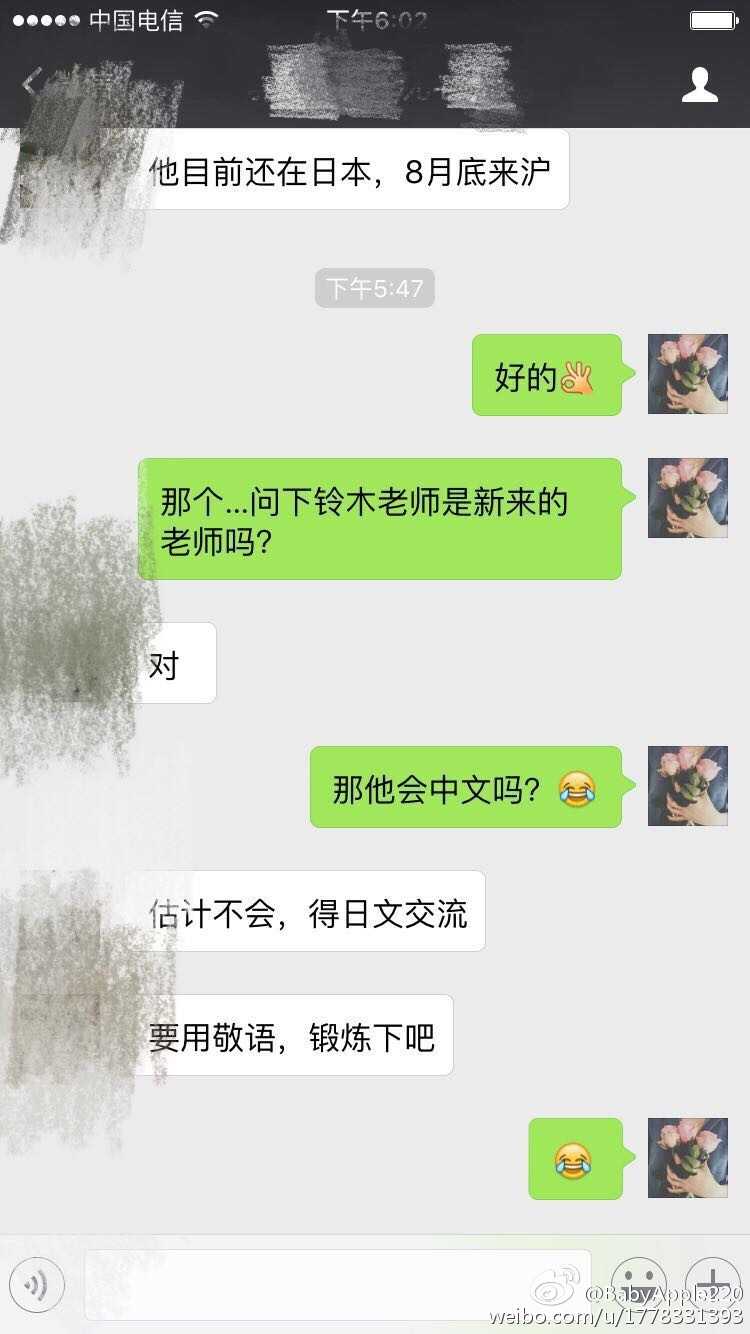 中国电信
下午6:02
他目前还在日本，8月底来沪
下午5:47
好的👌
那个...问下铃木老师是新来的
老师吗？
对
那他会中文吗？😂
估计不会，得日文交流
要用敬语，锻炼下吧
😂
@BabyApple220
weibo.com/u/1778331393